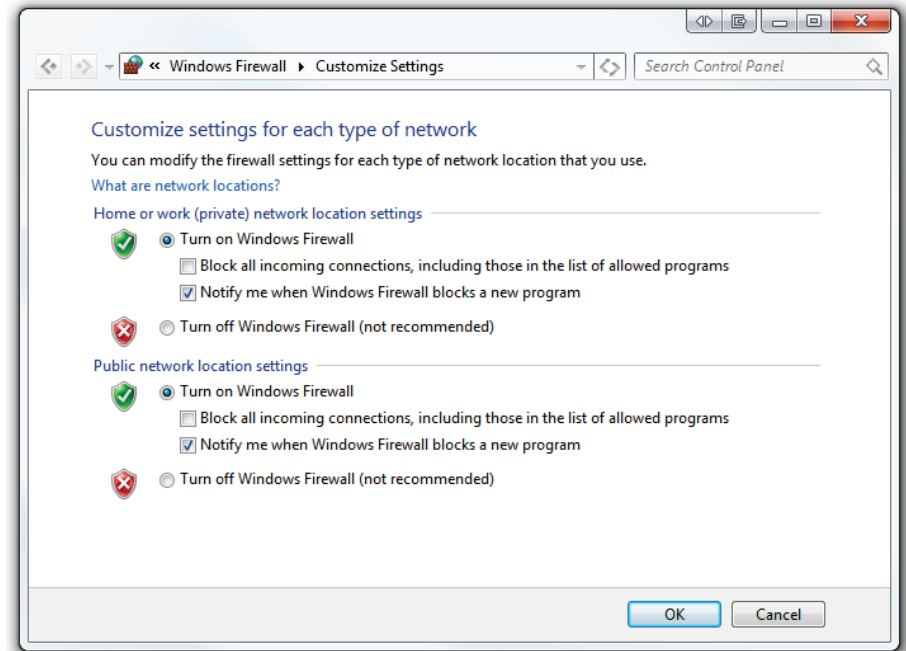 « Windows Firewall ▸ Customize Settings
Search Control Panel
Customize settings for each type of network
You can modify the firewall settings for each type of network location that you use.
What are network locations?
Home or work (private) network location settings
Turn on Windows Firewall
Block all incoming connections, including those in the list of allowed programs
Notify me when Windows Firewall blocks a new program
Turn off Windows Firewall (not recommended)
Public network location settings
Turn on Windows Firewall
Block all incoming connections, including those in the list of allowed programs
Notify me when Windows Firewall blocks a new program
Turn off Windows Firewall (not recommended)
OK
Cancel